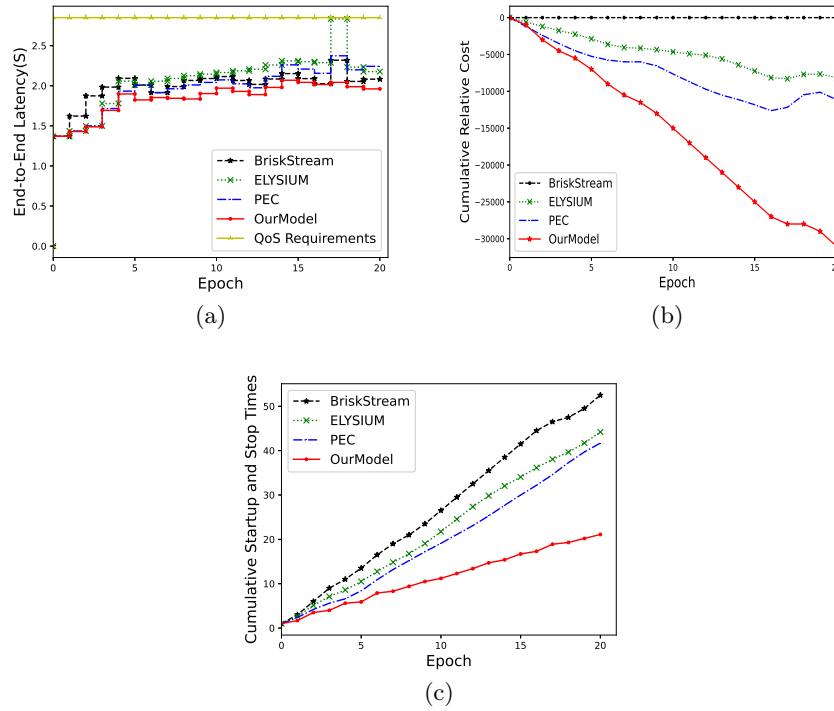 End-to-End Latency(S)
2.5
2.0
1.5
1.0
0.5
0.0
BriskStream
ELYSIUM
PEC
OurModel
QoS Requirements
0
5
10
15
20
Epoch
(a)
Cumulative Relative Cost
0
−5000
−10000
−15000
−20000
−25000
−30000
BriskStream
ELYSIUM
PEC
OurModel
0
5
10
15
20
Epoch
(b)
Cumulative Startup and Stop Times
50
40
30
20
10
0
BriskStream
ELYSIUM
PEC
OurModel
0
5
10
15
20
Epoch
(c)